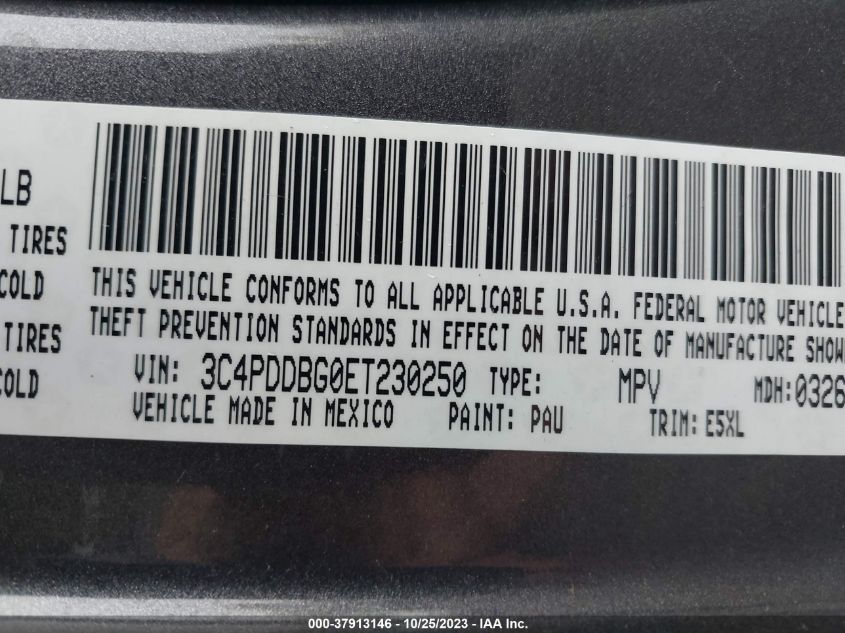 LB
TIRES
COLD
TIRES
COLD
THIS VEHICLE CONFORMS TO ALL APPLICABLE U.S.A. FEDERAL MOTOR VEHICLE
THEFT PREVENTION STANDARDS IN EFFECT ON THE DATE OF MANUFACTURE SHOW
VIN: 3C4PDDBG0ET230250 TYPE: MPV MDH: 0326
VEHICLE MADE IN MEXICO PAINT: PAU TRIM: E5XL
000-37913146 - 10/25/2023 - IAA Inc.